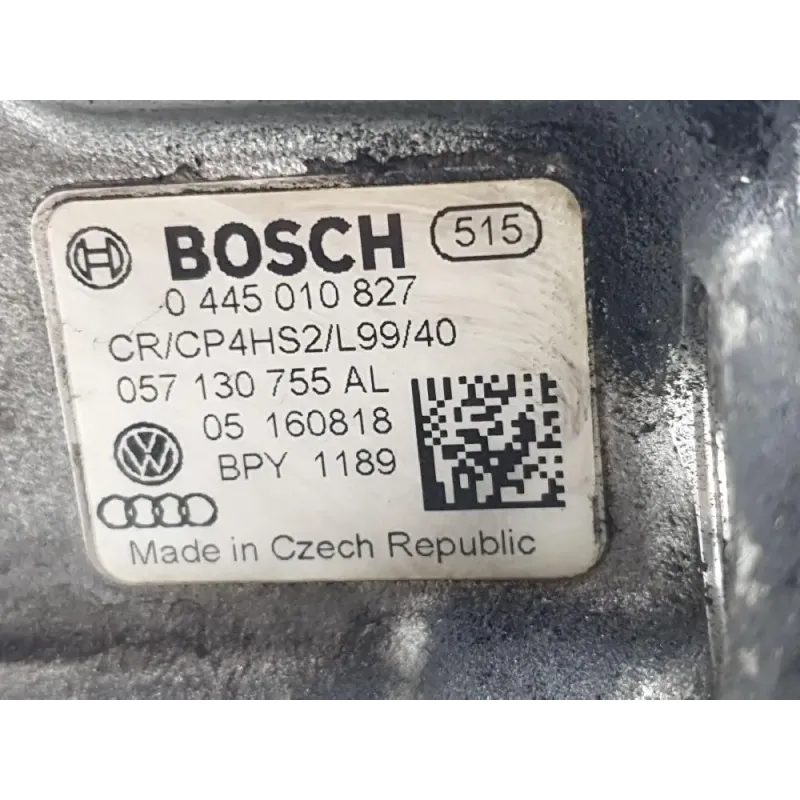 BOSCH 515
0 445 010 827
CR/CP4HS2/L99/40
057 130 755 AL
05 160818
BPY 1189
Made in Czech Republic